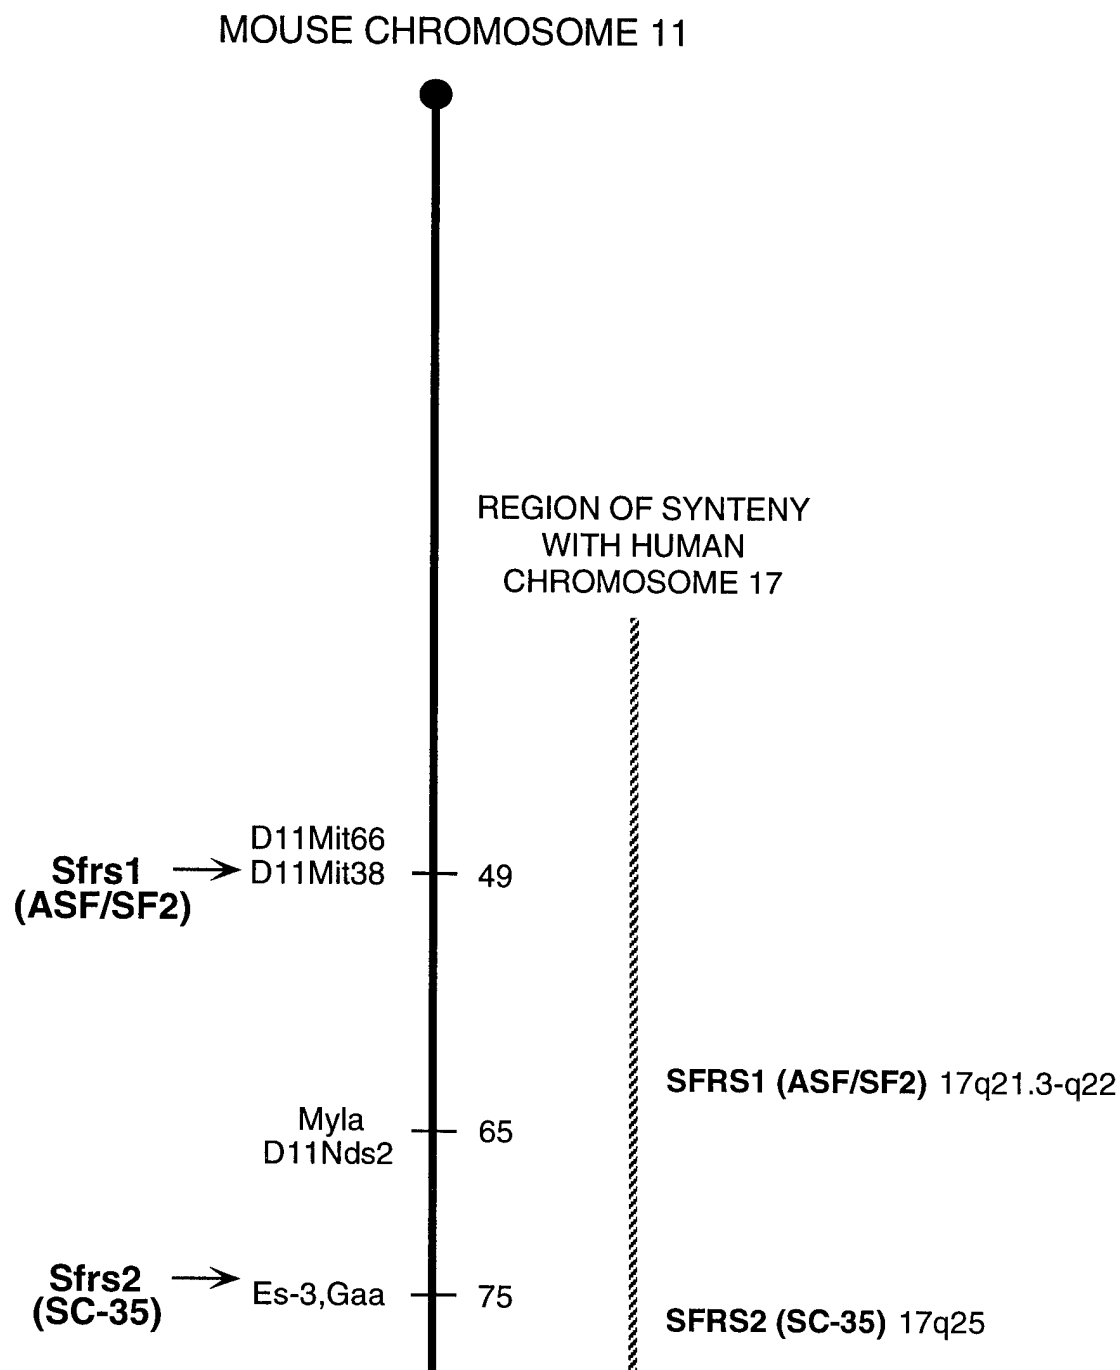 MOUSE CHROMOSOME 11
REGION OF SYNTENY
WITH HUMAN
CHROMOSOME 17
D11Mit66
Sfrs1 D11Mit38 49
(ASF/SF2)
SFRS1 (ASF/SF2) 17q21.3-q22
Myla
65
D11Nds2
Sfrs2
(SC-35)
Es-3,Gaa 75
SFRS2 (SC-35) 17q25